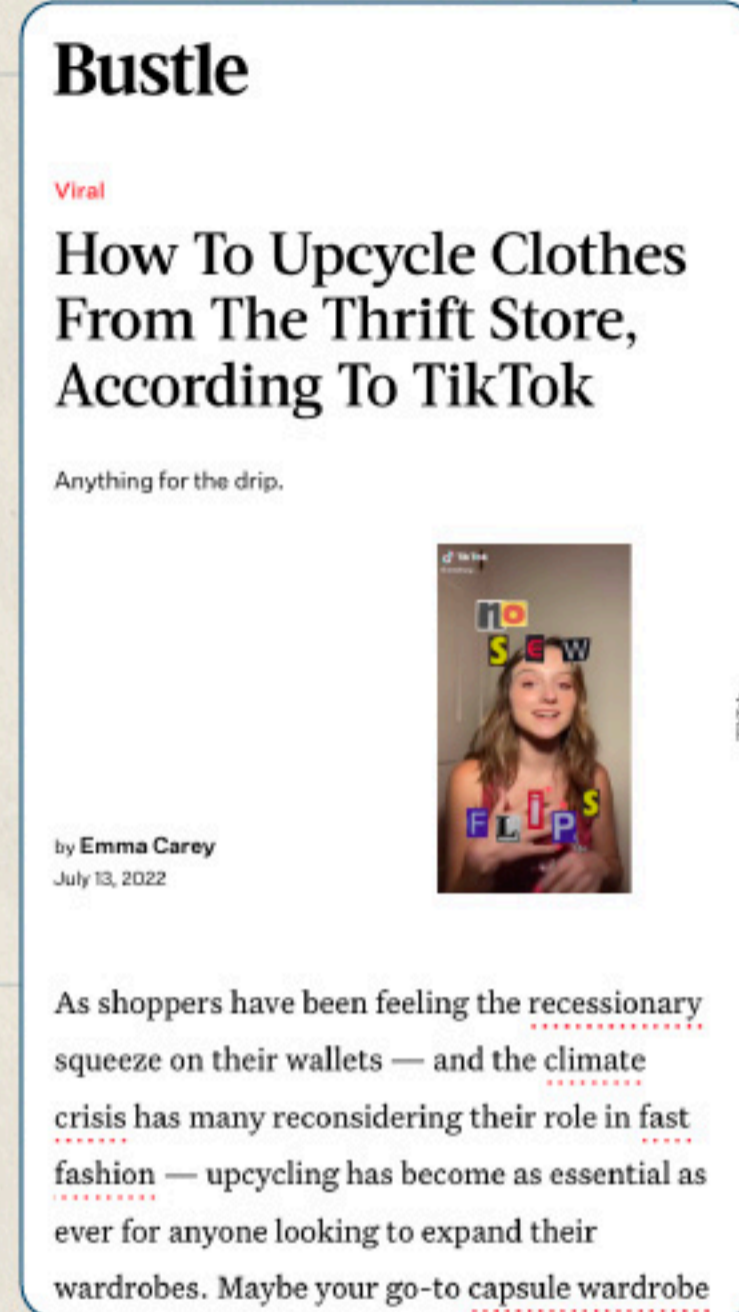 Bustle
Viral
How To Upcycle Clothes
From The Thrift Store,
According To TikTok
Anything for the drip.
TikTok
no
SEW
FLiPS
by Emma Carey
July 13, 2022
As shoppers have been feeling the recessionary
squeeze on their wallets — and the climate
crisis has many reconsidering their role in fast
fashion — upcycling has become as essential as
ever for anyone looking to expand their
wardrobes. Maybe your go-to capsule wardrobe